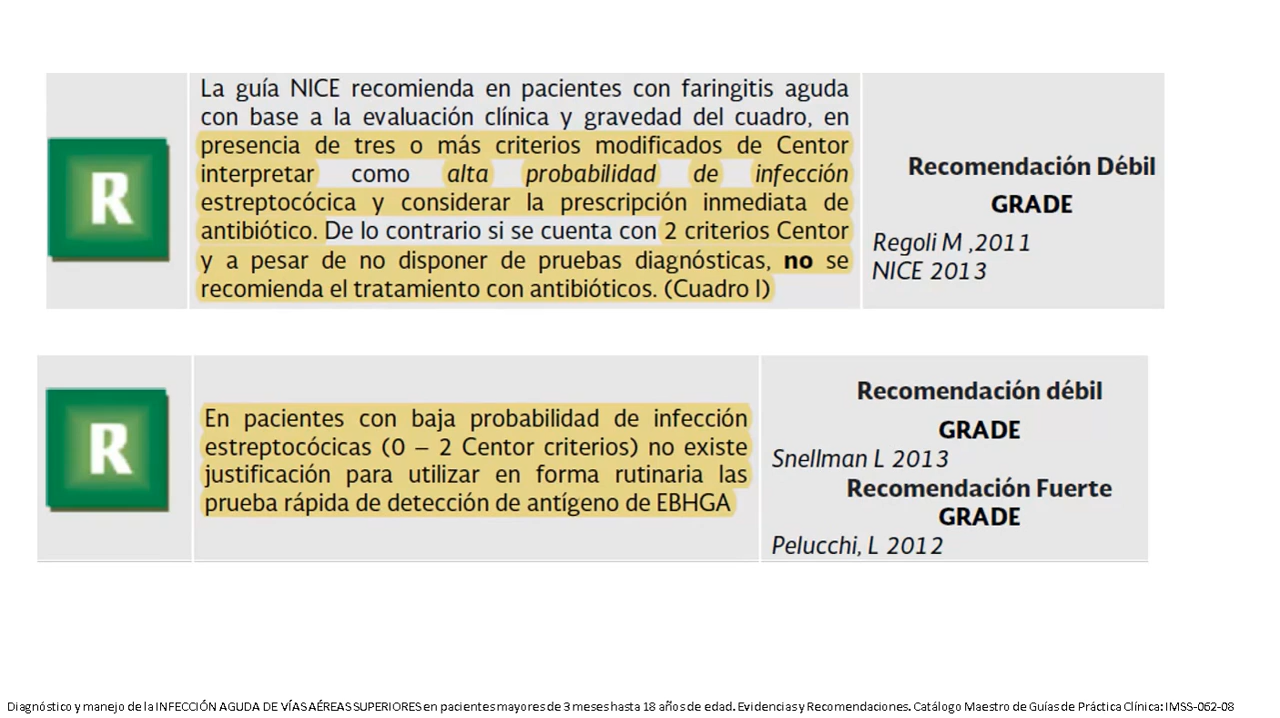 R
La guía NICE recomienda en pacientes con faringitis aguda
con base a la evaluación clínica y gravedad del cuadro, en
presencia de tres o más criterios modificados de Centor
interpretar como alta probabilidad de infección
estreptocócica y considerar la prescripción inmediata de
antibiótico. De lo contrario si se cuenta con 2 criterios Centor
y a pesar de no disponer de pruebas diagnósticas, no se
recomienda el tratamiento con antibióticos. (Cuadro I)
Recomendación Débil
GRADE
Regoli M ,2011
NICE 2013
R
En pacientes con baja probabilidad de infección
estreptocócicas (0 – 2 Centor criterios) no existe
justificación para utilizar en forma rutinaria las
prueba rápida de detección de antígeno de EBHGA
Recomendación débil
GRADE
Snellman L 2013
Recomendación Fuerte
GRADE
Pelucchi, L 2012
Diagnóstico y manejo de la INFECCIÓN AGUDA DE VÍAS AÉREAS SUPERIORES en pacientes mayores de 3 meses hasta 18 años de edad. Evidencias y Recomendaciones. Catálogo Maestro de Guías de Práctica Clínica: IMSS-062-08